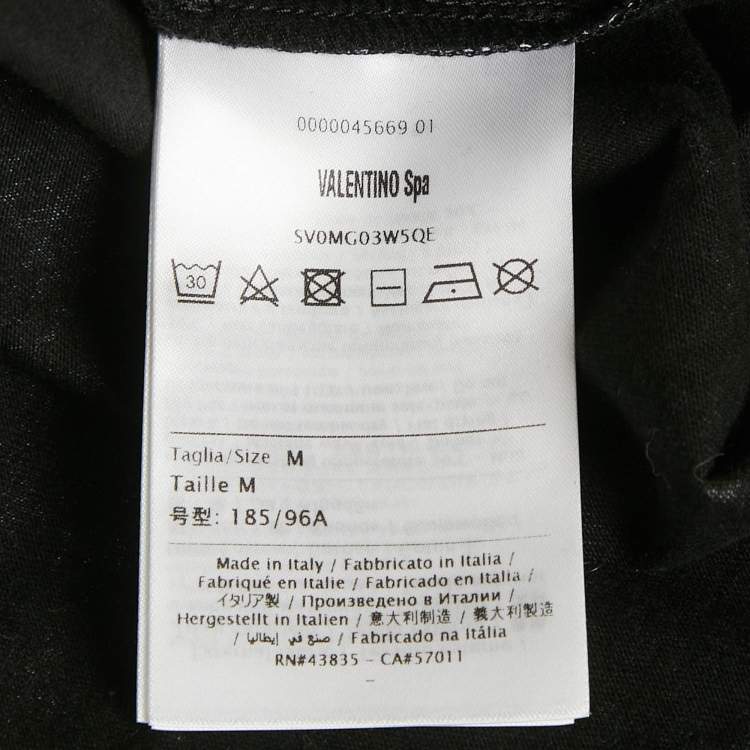 0000045669 01
VALENTINO Spa
SV0MG03W5QE
30
Taglia/Size M
Taille M
号型: 185/96A
Made in Italy / Fabbricato in Italia /
Fabriqué en Italie / Fabricado en Italia /
イタリア製 / Произведено в Италии /
Hergestellt in Italien / 意大利制造 / 義大利製造
/ صنع في إيطاليا / Fabricado na Itália
RN#43835 - CA#57011
-